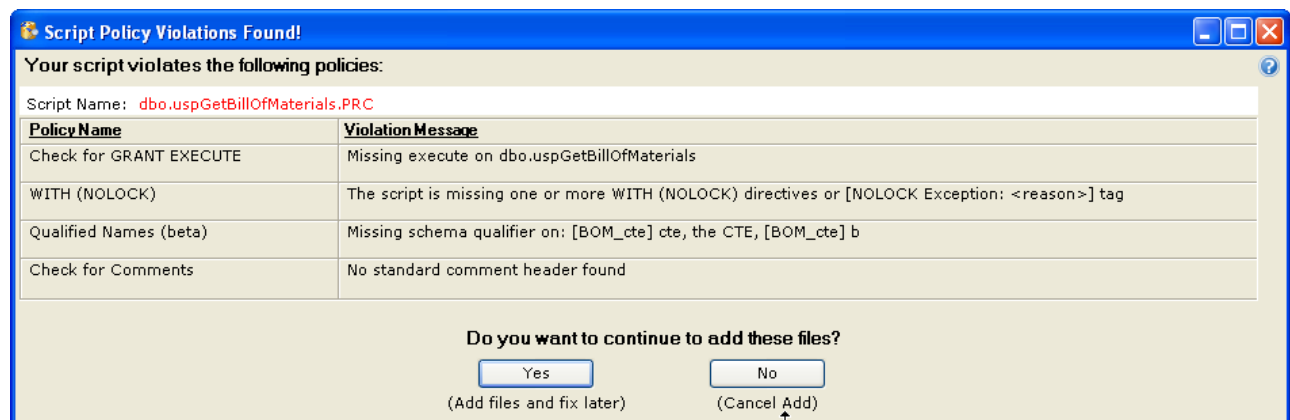 Script Policy Violations Found!
Your script violates the following policies:
Script Name: dbo.uspGetBillOfMaterials.PRC
Policy Name Violation Message
Check for GRANT EXECUTE Missing execute on dbo.uspGetBillOfMaterials
WITH (NOLOCK) The script is missing one or more WITH (NOLOCK) directives or [NOLOCK Exception: <reason>] tag
Qualified Names (beta) Missing schema qualifier on: [BOM_cte] cte, the CTE, [BOM_cte] b
Check for Comments No standard comment header found
Do you want to continue to add these files?
Yes No
(Add files and fix later) (Cancel Add)